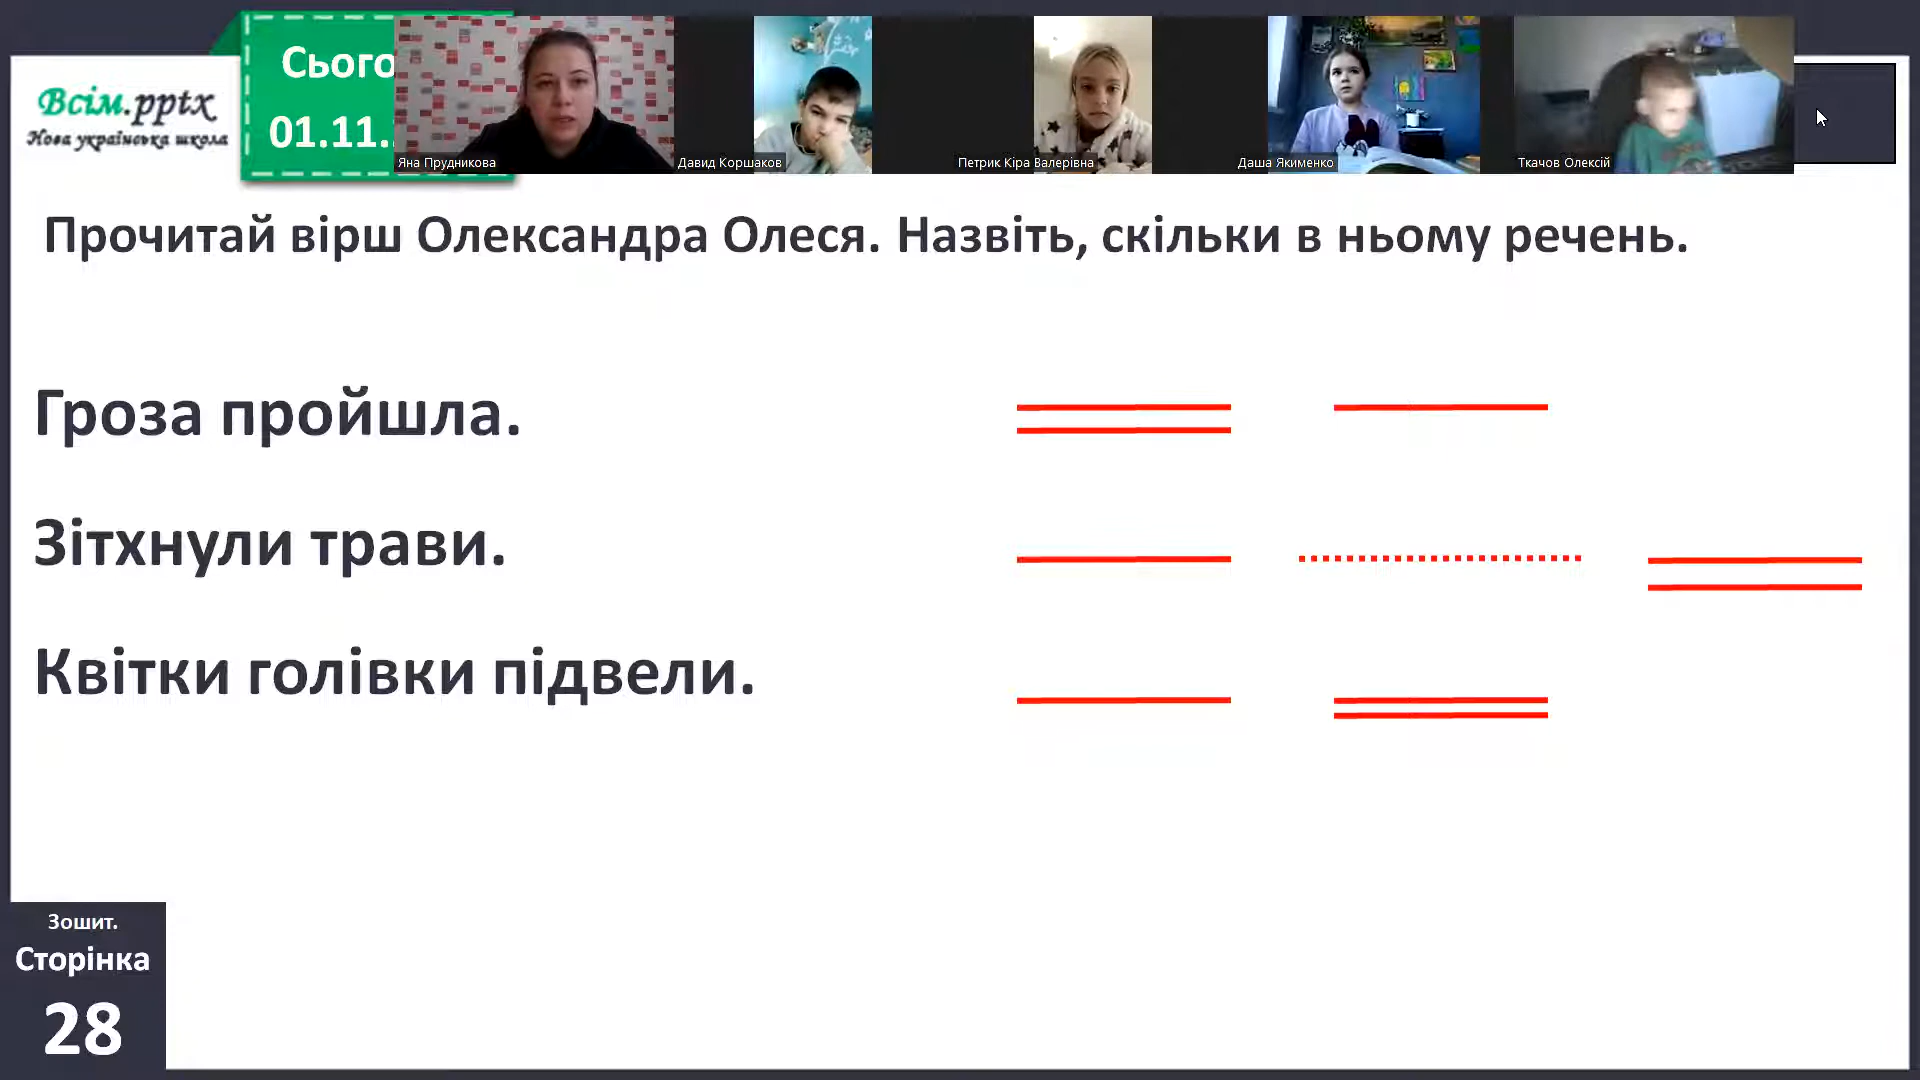 Всім.pptx
Нова українська школа
Сього
01.11.
Яна Прудникова
Давид Коршаков
Петрик Кіра Валеріївна
Даша Якименко
Ткачов Олексій
Прочитай вірш Олександра Олеся. Назвіть, скільки в ньому речень.
Гроза пройшла.
Зітхнули трави.
Квітки голівки підвели.
Зошит.
Сторінка
28